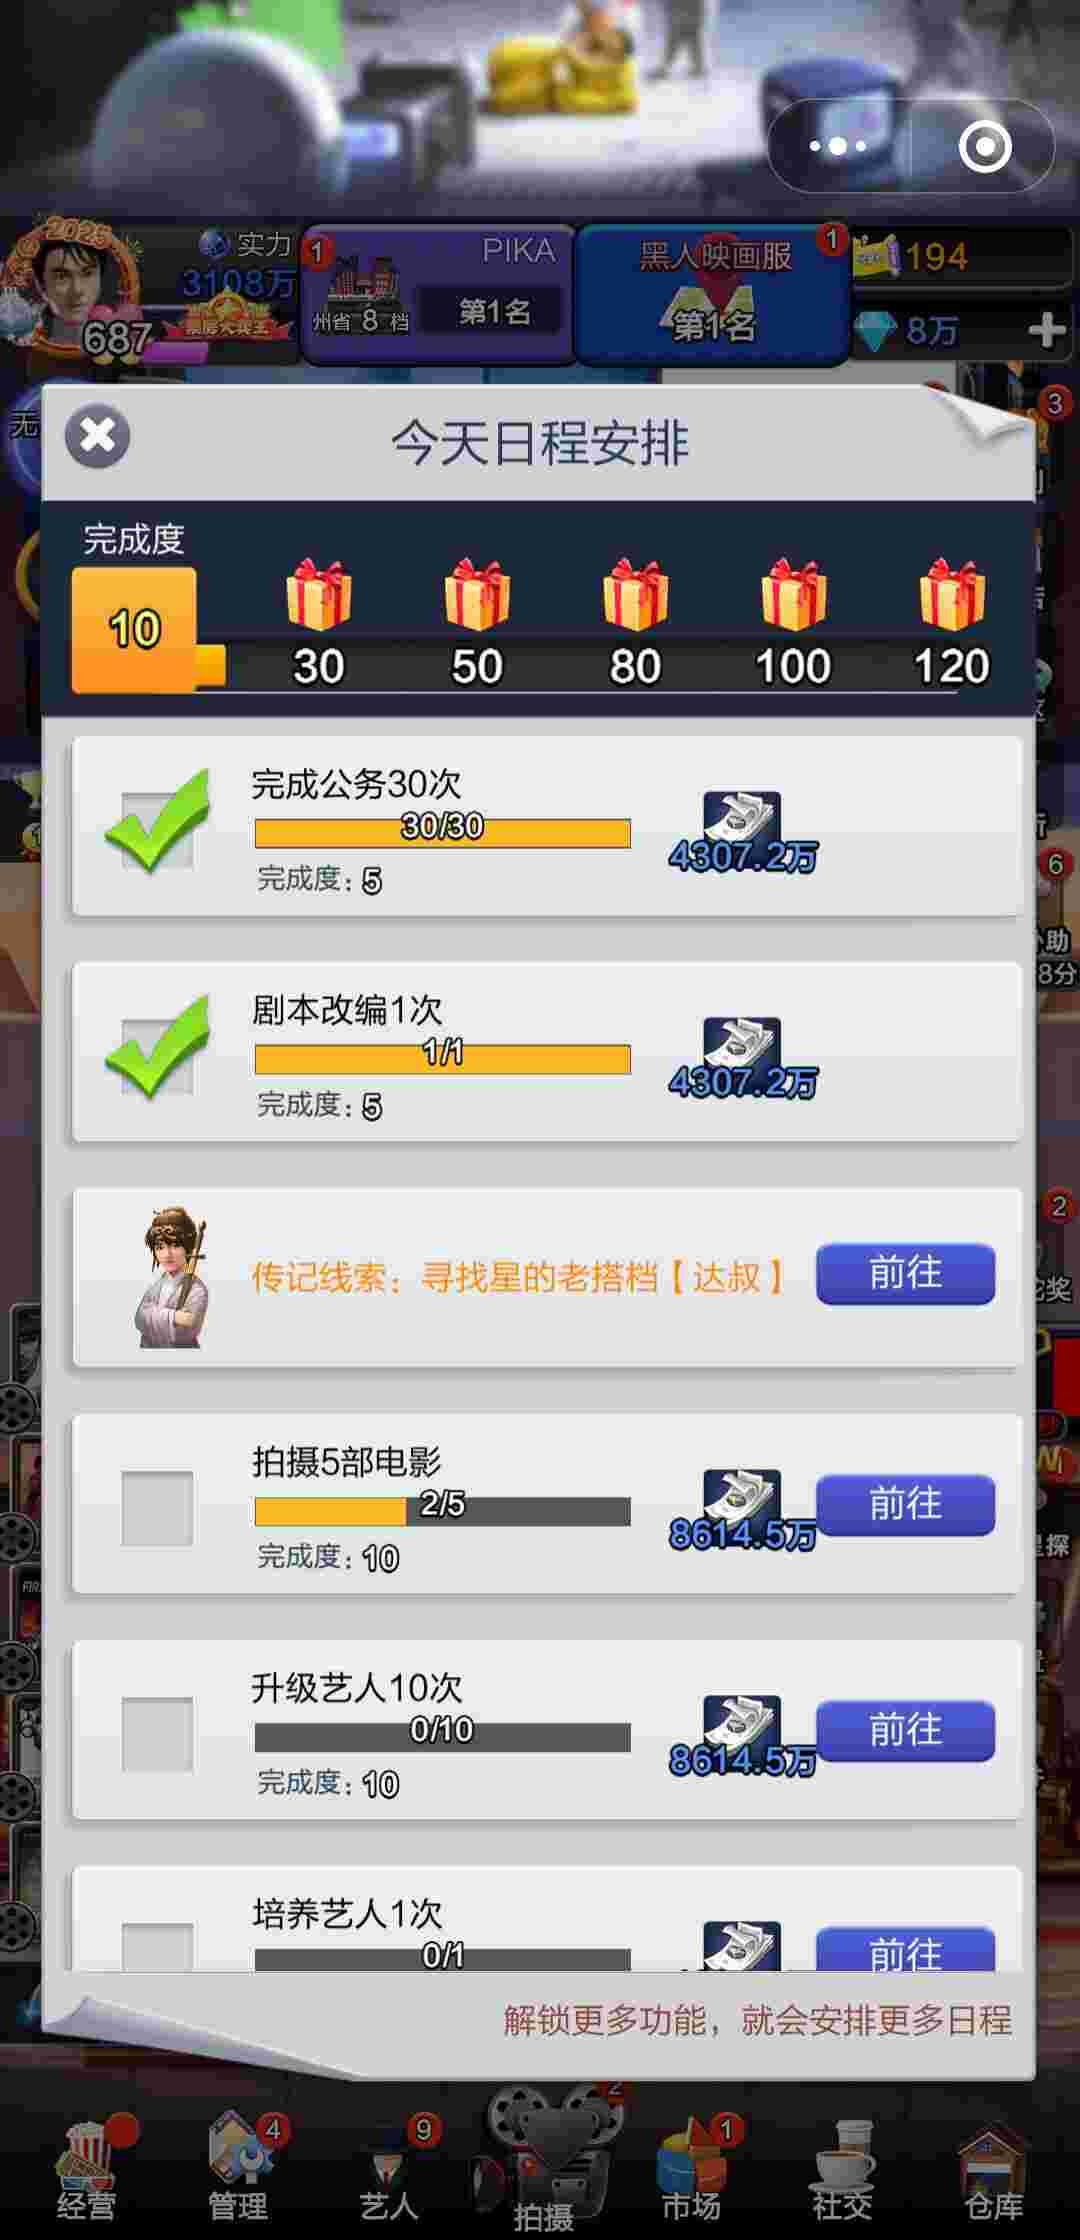 2025
实力
3108万
687
1
PIKA
州省 8 档
第1名
黑人映画服
1
第1名
194
8万
无
3
今天日程安排
完成度
10
30
50
80
100
120
完成公务30次
30/30
4307.2万
完成度: 5
6
助
8分
剧本改编1次
1/1
4307.2万
完成度: 5
传记线索：寻找星的老搭档【达叔】
前往
2
奖
拍摄5部电影
2/5
8614.5万
前往
完成度: 10
探
升级艺人10次
0/10
8614.5万
前往
完成度: 10
培养艺人1次
0/1
前往
解锁更多功能，就会安排更多日程
4
9
2
1
经营
管理
艺人
拍摄
市场
社交
仓库